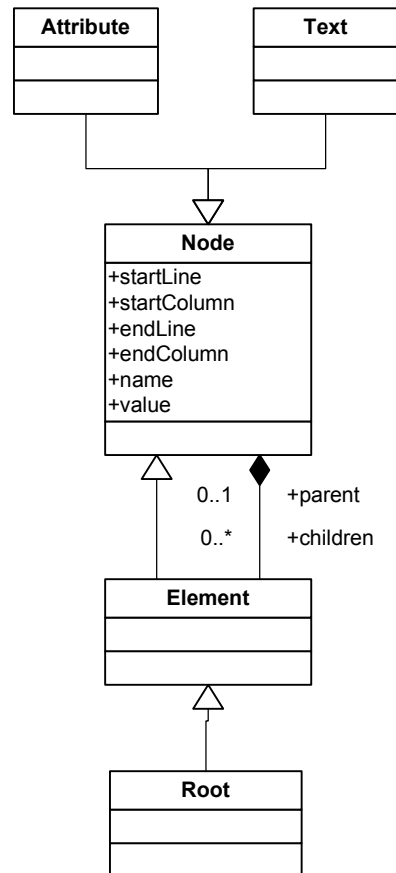 Attribute
Text
Node
+startLine
+startColumn
+endLine
+endColumn
+name
+value
0..1 +parent
0..* +children
Element
Root